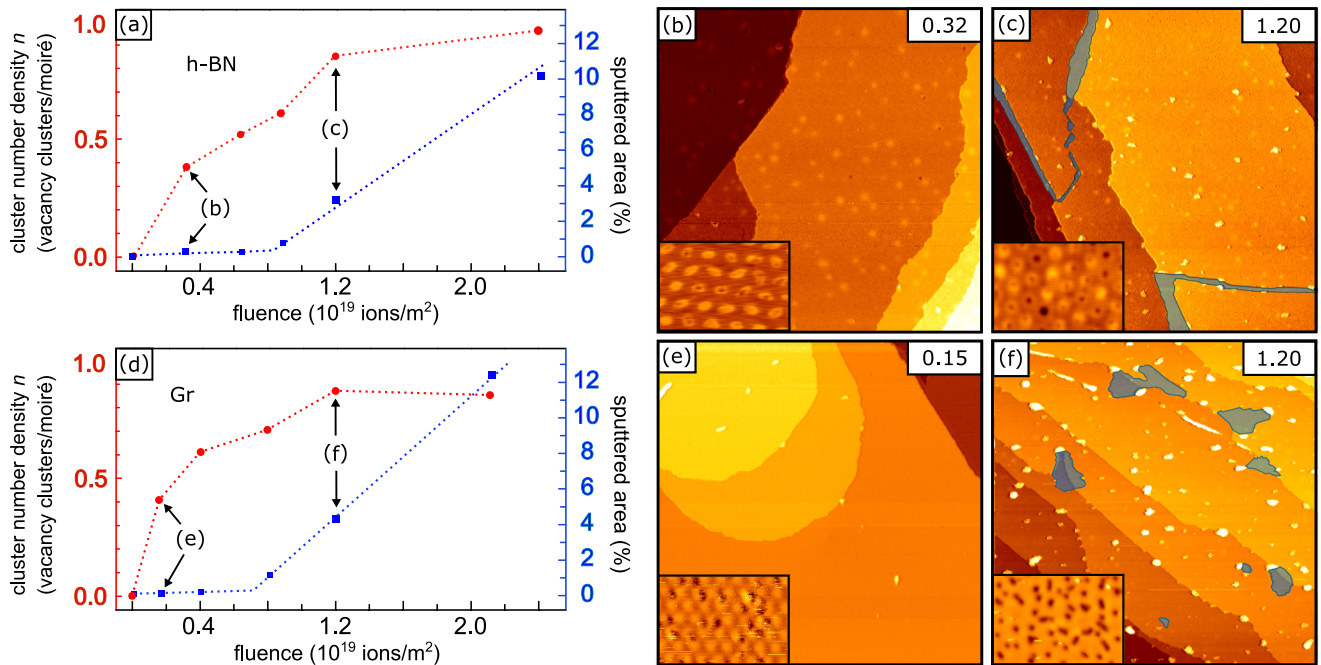 (a)
h-BN
cluster number density n
(vacancy clusters/moiré)
1.0
0.5
0.0
(b)
(c)
12
10
8
6
4
2
0
sputtered area
(%)
0.4
1.2
2.0
fluence (10¹⁹ ions/m²)
(b)
0.32
(c)
1.20
(d)
Gr
cluster number density n
(vacancy clusters/moiré)
1.0
0.5
0.0
(e)
(f)
12
10
8
6
4
2
0
sputtered area
(%)
0.4
1.2
2.0
fluence (10¹⁹ ions/m²)
(e)
0.15
(f)
1.20